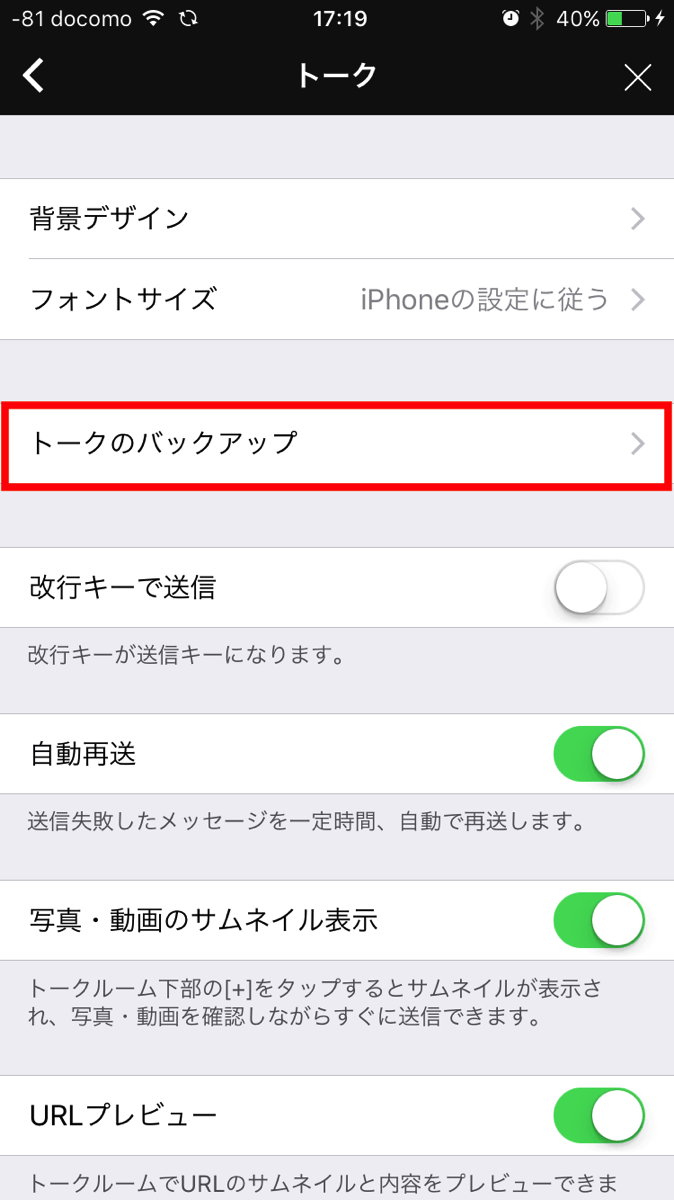 -81 docomo 17:19 40%
トーク
背景デザイン
フォントサイズ iPhoneの設定に従う
トークのバックアップ
改行キーで送信
改行キーが送信キーになります。
自動再送
送信失敗したメッセージを一定時間、自動で再送します。
写真・動画のサムネイル表示
トークルーム下部の[+]をタップするとサムネイルが表示さ
れ、写真・動画を確認しながらすぐに送信できます。
URLプレビュー
トークルームでURLのサムネイルと内容をプレビューできま